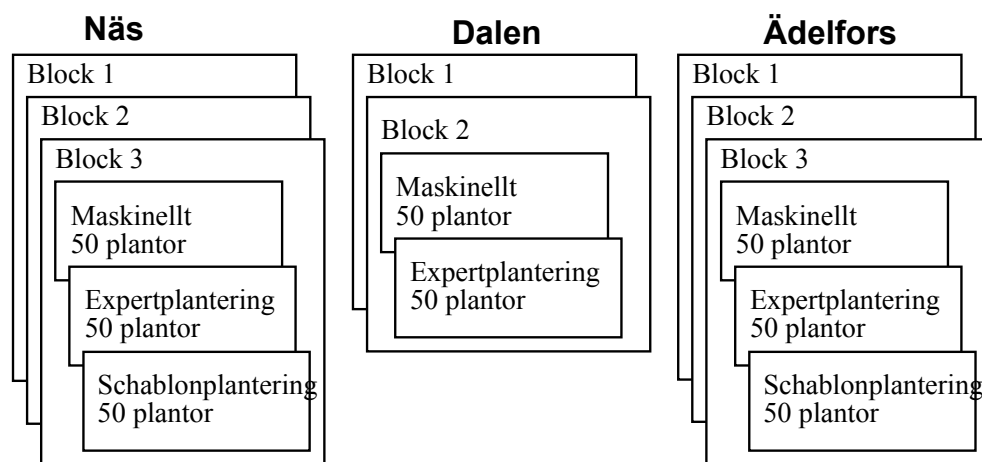 Näs
Block 1
Block 2
Block 3
Maskinellt
50 plantor
Expertplantering
50 plantor
Schablonplantering
50 plantor
Dalen
Block 1
Block 2
Maskinellt
50 plantor
Expertplantering
50 plantor
Ädelfors
Block 1
Block 2
Block 3
Maskinellt
50 plantor
Expertplantering
50 plantor
Schablonplantering
50 plantor